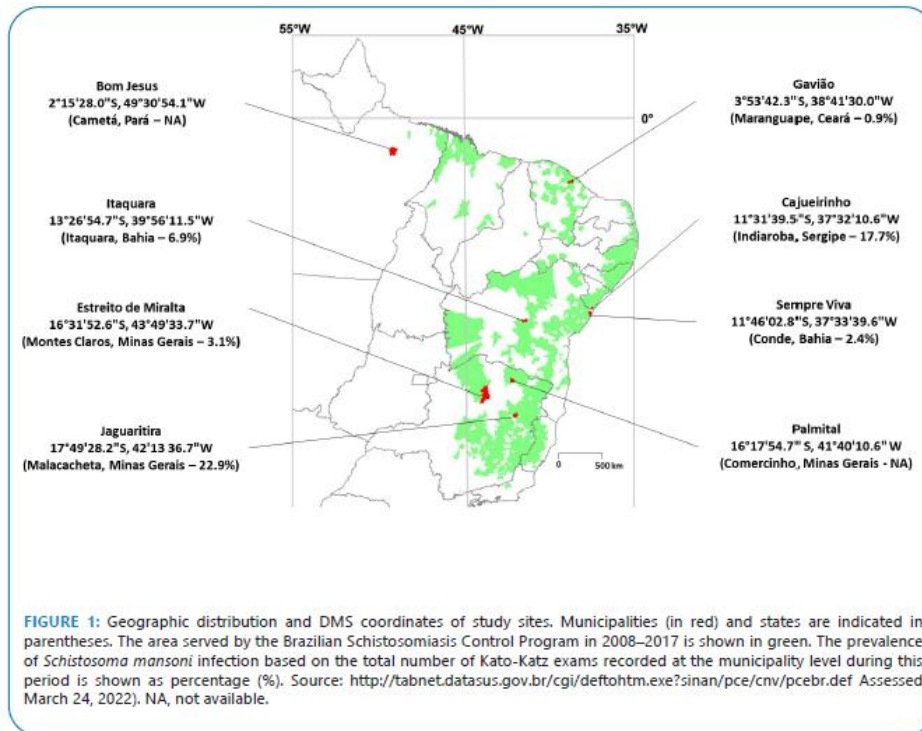 55°W
45°W
35°W
Bom Jesus
2°15'28.0"S, 49°30'54.1"W
(Cametá, Pará – NA)
Gavião
3°53'42.3"S, 38°41'30.0"W
(Maranguape, Ceará – 0.9%)
0°
Itaquara
13°26'54.7"S, 39°56'11.5"W
(Itaquara, Bahia – 6.9%)
Cajueirinho
11°31'39.5"S, 37°32'10.6"W
(Indiaroba, Sergipe – 17.7%)
Estreito de Miralta
16°31'52.6"S, 43°49'33.7"W
(Montes Claros, Minas Gerais – 3.1%)
Sempre Viva
11°46'02.8"S, 37°33'39.6"W
(Conde, Bahia – 2.4%)
Jaguaritira
17°49'28.2"S, 42°13 36.7"W
(Malacacheta, Minas Gerais – 22.9%)
Palmital
16°17'54.7" S, 41°40'10.6"W
(Comercinho, Minas Gerais - NA)
0 500 km
FIGURE 1: Geographic distribution and DMS coordinates of study sites. Municipalities (in red) and states are indicated in
parentheses. The area served by the Brazilian Schistosomiasis Control Program in 2008–2017 is shown in green. The prevalence
of Schistosoma mansoni infection based on the total number of Kato-Katz exams recorded at the municipality level during this
period is shown as percentage (%). Source: http://tabnet.datasus.gov.br/cgi/deftohtm.exe?sinan/pce/cnv/pcebr.def Assessed
March 24, 2022). NA, not available.